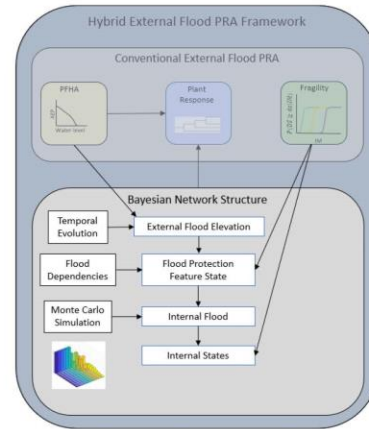 Hybrid External Flood PRA Framework
Conventional External Flood PRA
PFHA
AEP
Water level
Plant
Response
Fragility
IM
Bayesian Network Structure
Temporal
Evolution
External Flood Elevation
Flood
Dependencies
Flood Protection
Feature State
Monte Carlo
Simulation
Internal Flood
Internal States